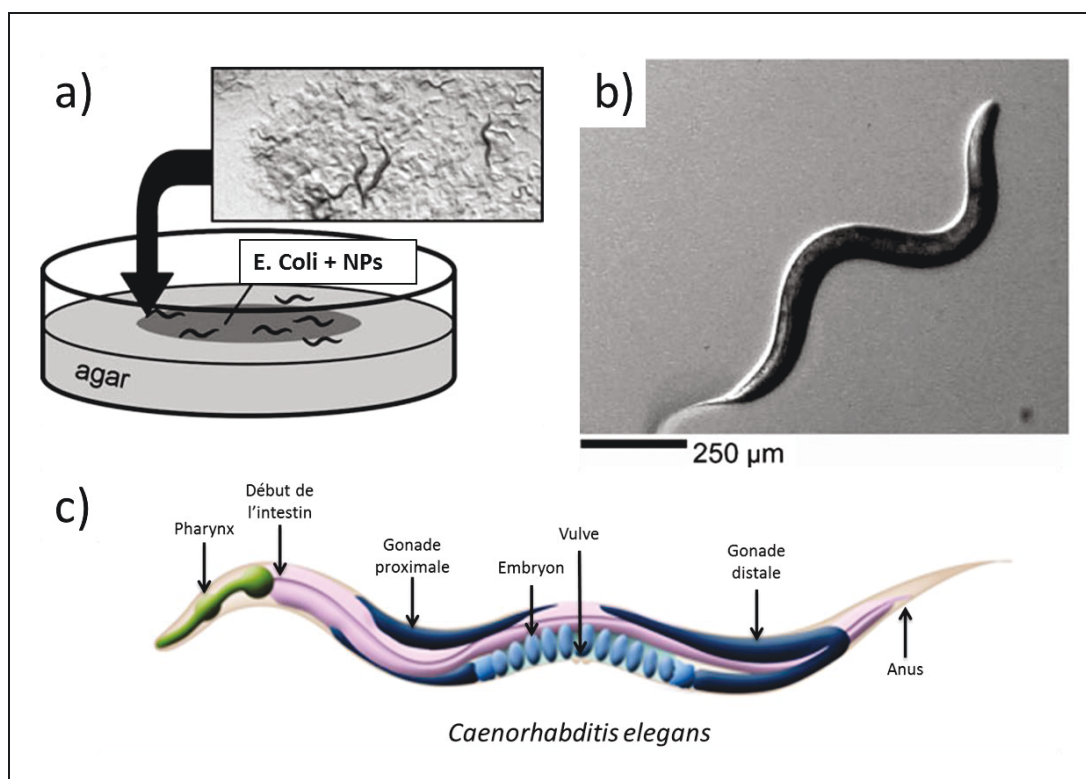 a)
E. Coli + NPs
agar
b)
250 µm
c)
Pharynx
Début de
l'intestin
Gonade
proximale
Embryon
Vulve
Gonade
distale
Anus
Caenorhabditis elegans